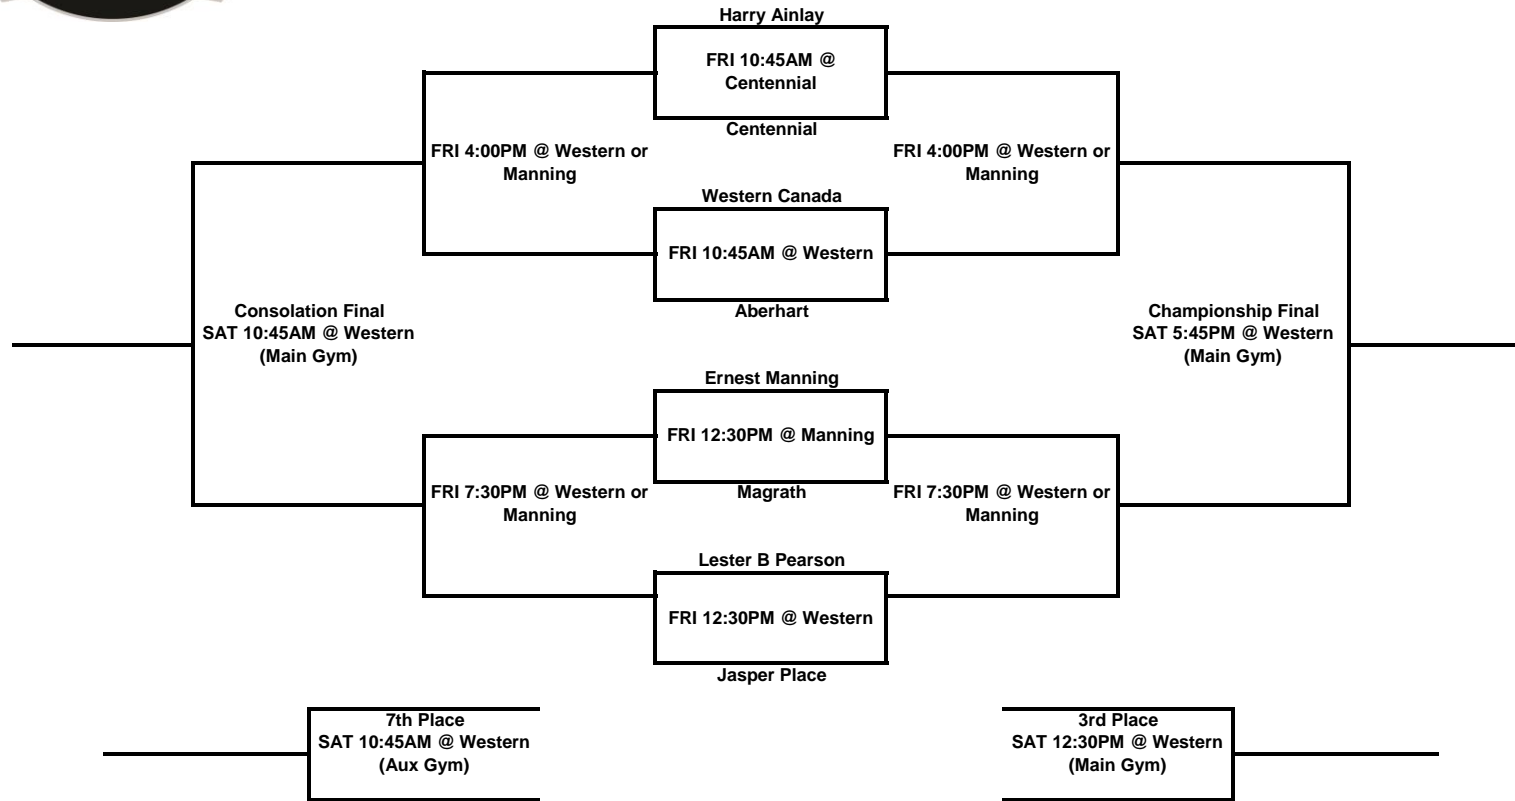 Harry Ainlay
FRI 10:45AM @
Centennial
Centennial
FRI 4:00PM @ Western or
Manning
FRI 4:00PM @ Western or
Manning
Western Canada
FRI 10:45AM @ Western
Aberhart
Consolation Final
SAT 10:45AM @ Western
(Main Gym)
Championship Final
SAT 5:45PM @ Western
(Main Gym)
Ernest Manning
FRI 12:30PM @ Manning
Magrath
FRI 7:30PM @ Western or
Manning
FRI 7:30PM @ Western or
Manning
Lester B Pearson
FRI 12:30PM @ Western
Jasper Place
7th Place
SAT 10:45AM @ Western
(Aux Gym)
3rd Place
SAT 12:30PM @ Western
(Main Gym)